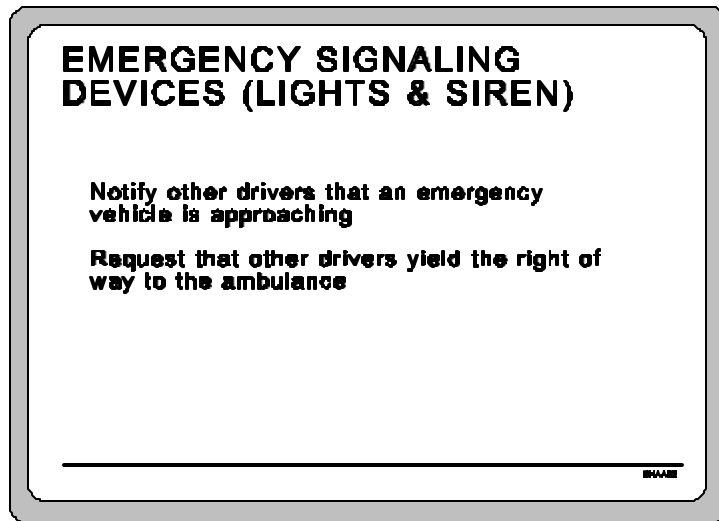 EMERGENCY SIGNALING
DEVICES (LIGHTS & SIREN)
Notify other drivers that an emergency
vehicle is approaching
Request that other drivers yield the right of
way to the ambulance